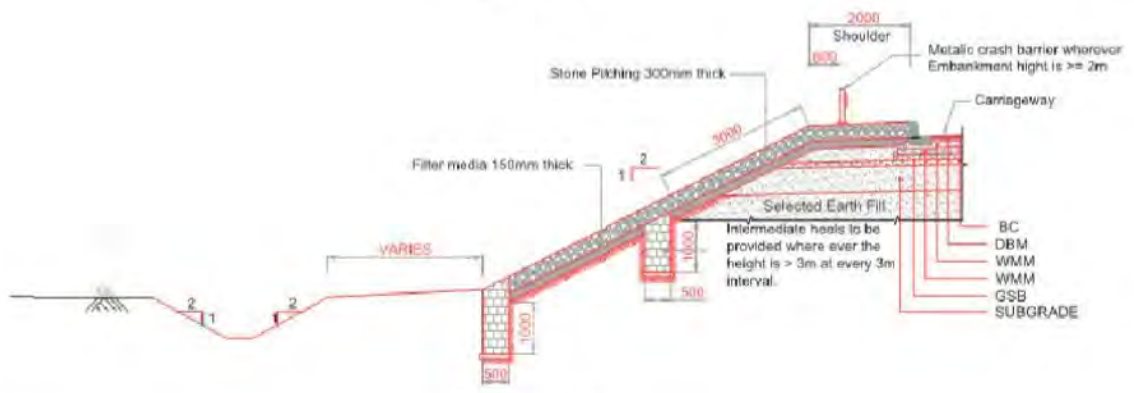 2000
Shoulder
600
Metalic crash barrier wherever
Embankment hight is >= 2m
Stone Pitching 300mm thick
Carriageway
3000
Filter media 150mm thick
2
1
Selected Earth Fill.
Intermediate heels to be
provided where ever the
height is > 3m at every 3m
interval.
1000
500
BC
DBM
WMM
WMM
GSB
SUBGRADE
VARIES
2
1
2
1
1000
500